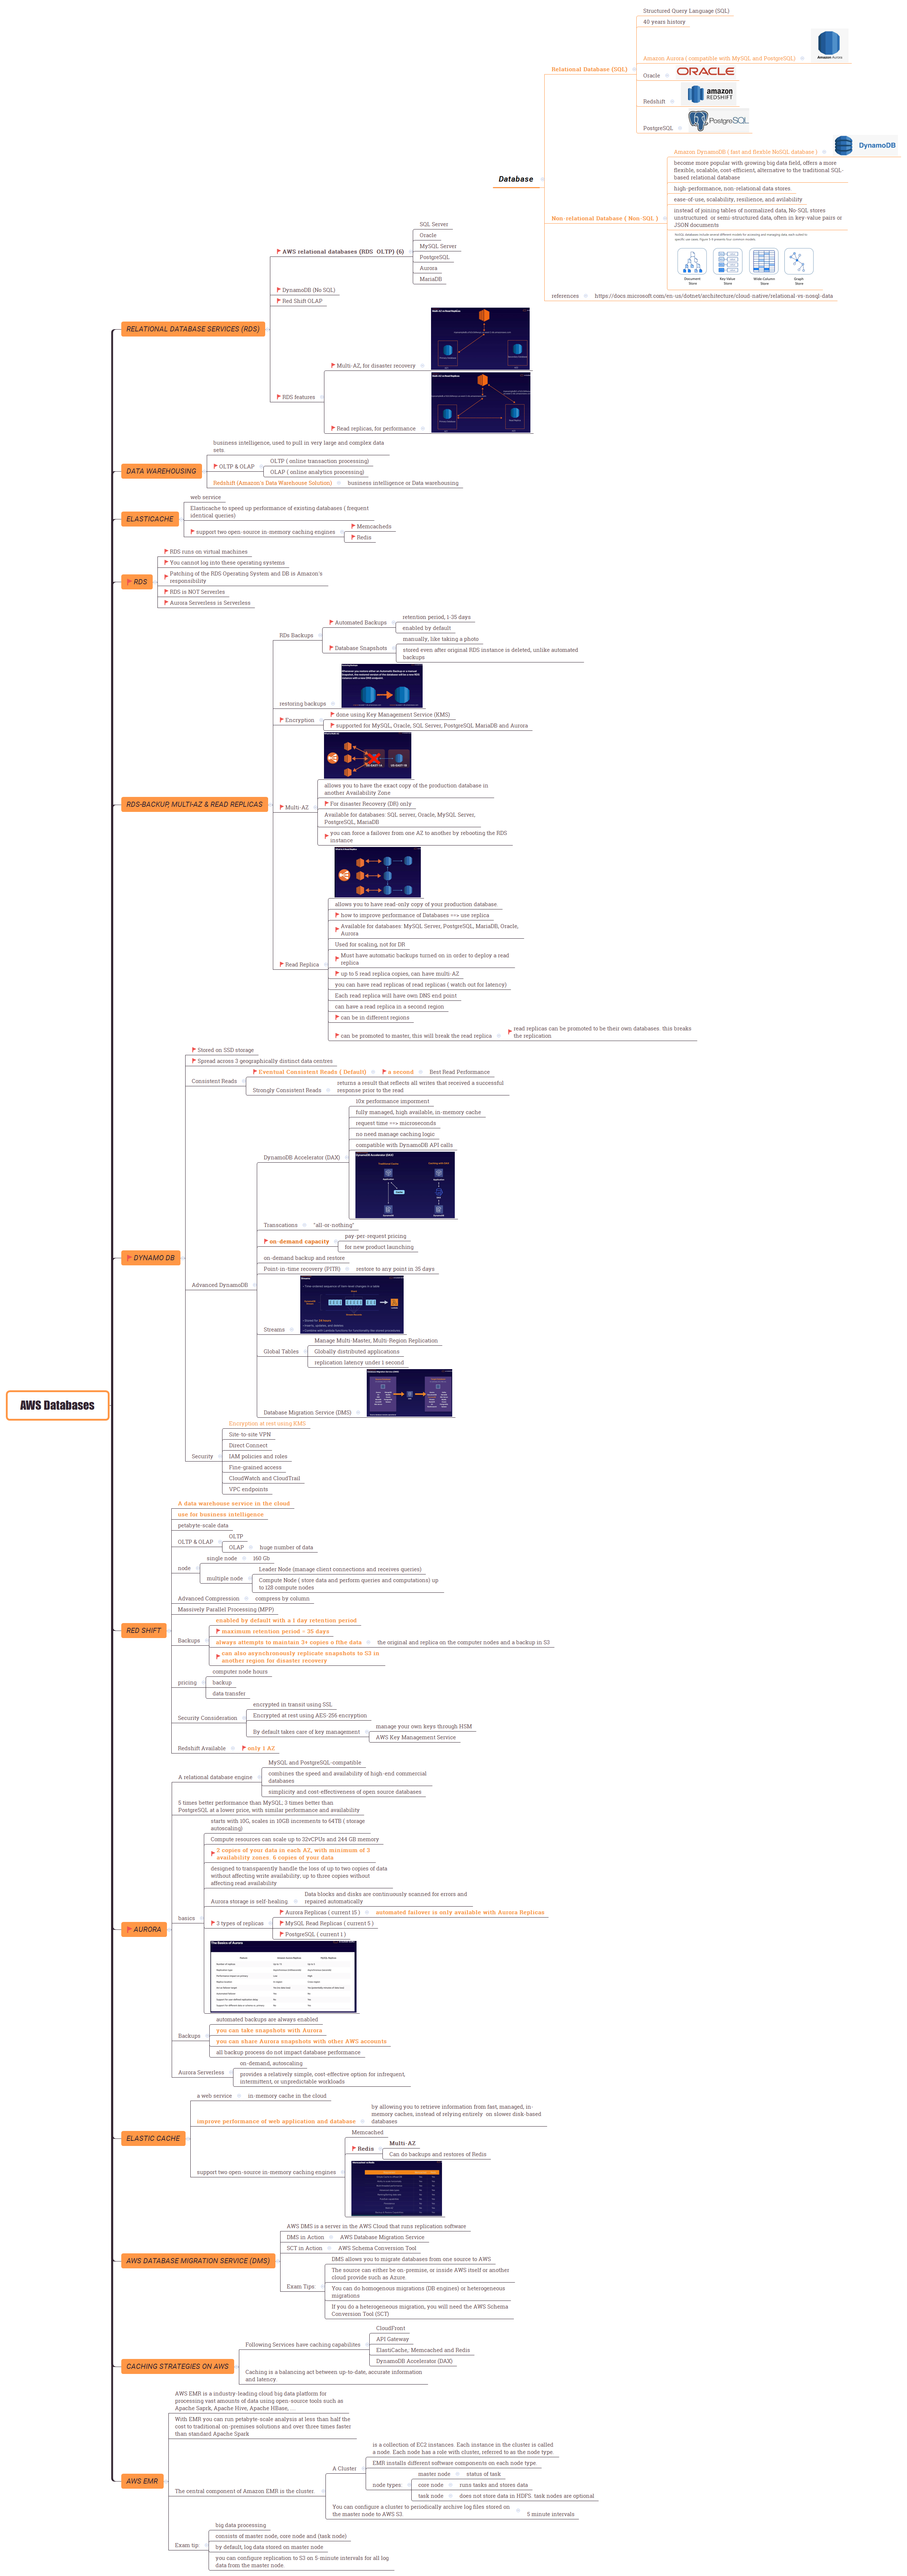 Structured Query Language (SQL)
40 years history
Amazon Aurora ( compatible with MySQL and PostgreSQL)
Amazon Aurora
Relational Database (SQL)
Oracle
ORACLE
Redshift
amazon
REDSHIFT
PostgreSQL
PostgreSQL
Database
Amazon DynamoDB ( fast and flexible NoSQL database )
DynamoDB
become more popular with growing big data field, offers a more
flexible, scalable, cost-efficient, alternative to the traditional SQL-
based relational database
high-performance, non-relational data stores.
ease-of-use, scalability, resilience, and avilability
Non-relational Database ( Non-SQL )
instead of joining tables of normalized data, No-SQL stores
unstructured or semi-structured data, often in key-value pairs or
JSON documents.
Document
Store
Key Value
Store
Wide-Column
Store
Graph
Store
references
https://docs.microsoft.com/en-us/dotnet/architecture/cloud-native/relational-vs-nosql-data
AWS Databases
RELATIONAL DATABASE SERVICES (RDS)
AWS relational databases (RDS OLTP) (6)
SQL Server
Oracle
MySQL Server
PostgreSQL
Aurora
MariaDB
DynamoDB (No SQL)
Red Shift OLAP
RDS features
Multi-AZ, for disaster recovery
Read replicas, for performance
DATA WAREHOUSING
business intelligence, used to pull in very large and complex data
sets.
OLTP & OLAP
OLTP ( online transaction processing)
OLAP ( online analytics processing)
Redshift (Amazon's Data Warehouse Solution)
business intelligence or Data warehousing
ELASTICACHE
web service
Elasticache to speed up performance of existing databases ( frequent
identical queries)
support two open-source in-memory caching engines
Memcacheds
Redis
RDS
RDS runs on virtual machines
You cannot log into these operating systems
Patching of the RDS Operating System and DB is Amazon's
responsibility
RDS is NOT Serverles
Aurora Serverless is Serverless
RDS-BACKUP, MULTI-AZ & READ REPLICAS
RDs Backups
Automated Backups
retention period, 1-35 days
enabled by default
Database Snapshots
manually, like taking a photo
stored even after original RDS instance is deleted, unlike automated
backups
restoring backups
Encryption
done using Key Management Service (KMS)
supported for MySQL, Oracle, SQL Server, PostgreSQL MariaDB and Aurora
Multi-AZ
allows you to have the exact copy of the production database in
another Availability Zone
For disaster Recovery (DR) only
Available for databases: SQL server, Oracle, MySQL Server,
PostgreSQL, MariaDB
you can force a failover from one AZ to another by rebooting the RDS
instance
Read Replica
allows you to have read-only copy of your production database.
how to improve performance of Databases ==> use replica
Available for databases: MySQL Server, PostgreSQL, MariaDB, Oracle,
Aurora
Used for scaling, not for DR
Must have automatic backups turned on in order to deploy a read
replica
up to 5 read replica copies, can have multi-AZ
you can have read replicas of read replicas ( watch out for latency)
Each read replica will have own DNS end point
can have a read replica in a second region
can be in different regions
can be promoted to master, this will break the read replica
read replicas can be promoted to be their own databases. this breaks
the replication
DYNAMO DB
Stored on SSD storage
Spread across 3 geographically distinct data centres
Consistent Reads
Eventual Consistent Reads ( Default)
a second
Best Read Performance
Strongly Consistent Reads
returns a result that reflects all writes that received a successful
response prior to the read
Advanced DynamoDB
DynamoDB Accelerator (DAX)
10x performance imporment
fully managed, high available, in-memory cache
request time ==> microseconds
no need manage caching logic
compatible with DynamoDB API calls
Transcations
"all-or-nothing"
on-demand capacity
pay-per-request pricing
for new product launching
on-demand backup and restore
Point-in-time recovery (PITR)
restore to any point in 35 days
Streams
Global Tables
Manage Multi-Master, Multi-Region Replication
Globally distributed applications
replication latency under 1 second
Database Migration Service (DMS)
Security
Encryption at rest using KMS
Site-to-site VPN
Direct Connect
IAM policies and roles
Fine-grained access
CloudWatch and CloudTrail
VPC endpoints
RED SHIFT
A data warehouse service in the cloud
use for business intelligence
petabyte-scale data
OLTP & OLAP
OLTP
OLAP
huge number of data
node
single node
160 Gb
multiple node
Leader Node (manage client connections and receives queries)
Compute Node ( store data and perform queries and computations) up
to 128 compute nodes
Advanced Compression
compress by column
Massively Parallel Processing (MPP)
Backups
enabled by default with a 1 day retention period
maximum retention period = 35 days
always attempts to maintain 3+ copies o fthe data
the original and replica on the computer nodes and a backup in S3
can also asynchronously replicate snapshots to S3 in
another region for disaster recovery
pricing
computer node hours
backup
data transfer
Security Consideration
encrypted in transit using SSL
Encrypted at rest using AES-256 encryption
By default takes care of key management
manage your own keys through HSM
AWS Key Management Service
Redshift Available
only 1 AZ
AURORA
A relational database engine
MySQL and PostgreSQL-compatible
combines the speed and availability of high-end commercial
databases
simplicity and cost-effectiveness of open source databases
5 times better performance than MySQL; 3 times better than
PostgreSQL at a lower price, with similar performance and availability
basics
starts with 10G, scales in 10GB increments to 64TB ( storage
autoscaling)
Compute resources can scale up to 32vCPUs and 244 GB memory
2 copies of your data in each AZ, with minimum of 3
availability zones. 6 copies of your data
designed to transparently handle the loss of up to two copies of data
without affecting write availability, up to three copies without
affecting read availability
Aurora storage is self-healing.
Data blocks and disks are continuously scanned for errors and
repaired automatically
3 types of replicas
Aurora Replicas ( current 15 )
automated failover is only available with Aurora Replicas
MySQL Read Replicas ( current 5 )
PostgreSQL ( current 1 )
The Basics of Aurora
Backups
automated backups are always enabled
you can take snapshots with Aurora
you can share Aurora snapshots with other AWS accounts
all backup process do not impact database performance
Aurora Serverless
on-demand, autoscaling
provides a relatively simple, cost-effective option for infrequent,
intermittent, or unpredictable workloads
ELASTIC CACHE
a web service
in-memory cache in the cloud
improve performance of web application and database
by allowing you to retrieve information from fast, managed, in-
memory caches, instead of relying entirely on slower disk-based
databases
support two open-source in-memory caching engines
Memcached
Redis
Multi-AZ
Can do backups and restores of Redis
AWS DATABASE MIGRATION SERVICE (DMS)
AWS DMS is a server in the AWS Cloud that runs replication software
DMS in Action
AWS Database Migration Service
SCT in Action
AWS Schema Conversion Tool
Exam Tips
DMS allows you to migrate databases from one source to AWS
The source can either be on-premise, or inside AWS itself or another
cloud provide such as Azure.
You can do homogenous migrations (DB engines) or heterogeneous
migrations
If you do a heterogeneous migration, you will need the AWS Schema
Conversion Tool (SCT)
CACHING STRATEGIES ON AWS
Following Services have caching capabilites
CloudFront
API Gateway
ElastiCache, Memcached and Redis
DynamoDB Accelerator (DAX)
Caching is a balancing act between up-to-date, accurate information
and latency
AWS EMR
AWS EMR is a industry-leading cloud big data platform for
processing vast amounts of data using open-source tools such as
Apache Saprk, Apache Hive, Apache HBase, ...
With EMR you can run petabyte-scale analysis at less than half the
cost to traditional on-premises solutions and over three times faster
than standard Apache Spark
The central component of Amazon EMR is the cluster.
A Cluster
is a collection of EC2 instances. Each instance in the cluster is called
a node. Each node has a role with cluster, referred to as the node type.
EMR installs different software components on each node type.
node types:
master node
status of task
core node
runs tasks and stores data
task node
does not store data in HDFS. task nodes are optional
You can configure a cluster to periodically archive log files stored on
the master node to AWS S3.
5 minute intervals
Exam tip:
big data processing
consists of master node, core node and (task node)
by default, log data stored on master node
you can configure replication to S3 on 5-minute intervals for all log
data from the master node.